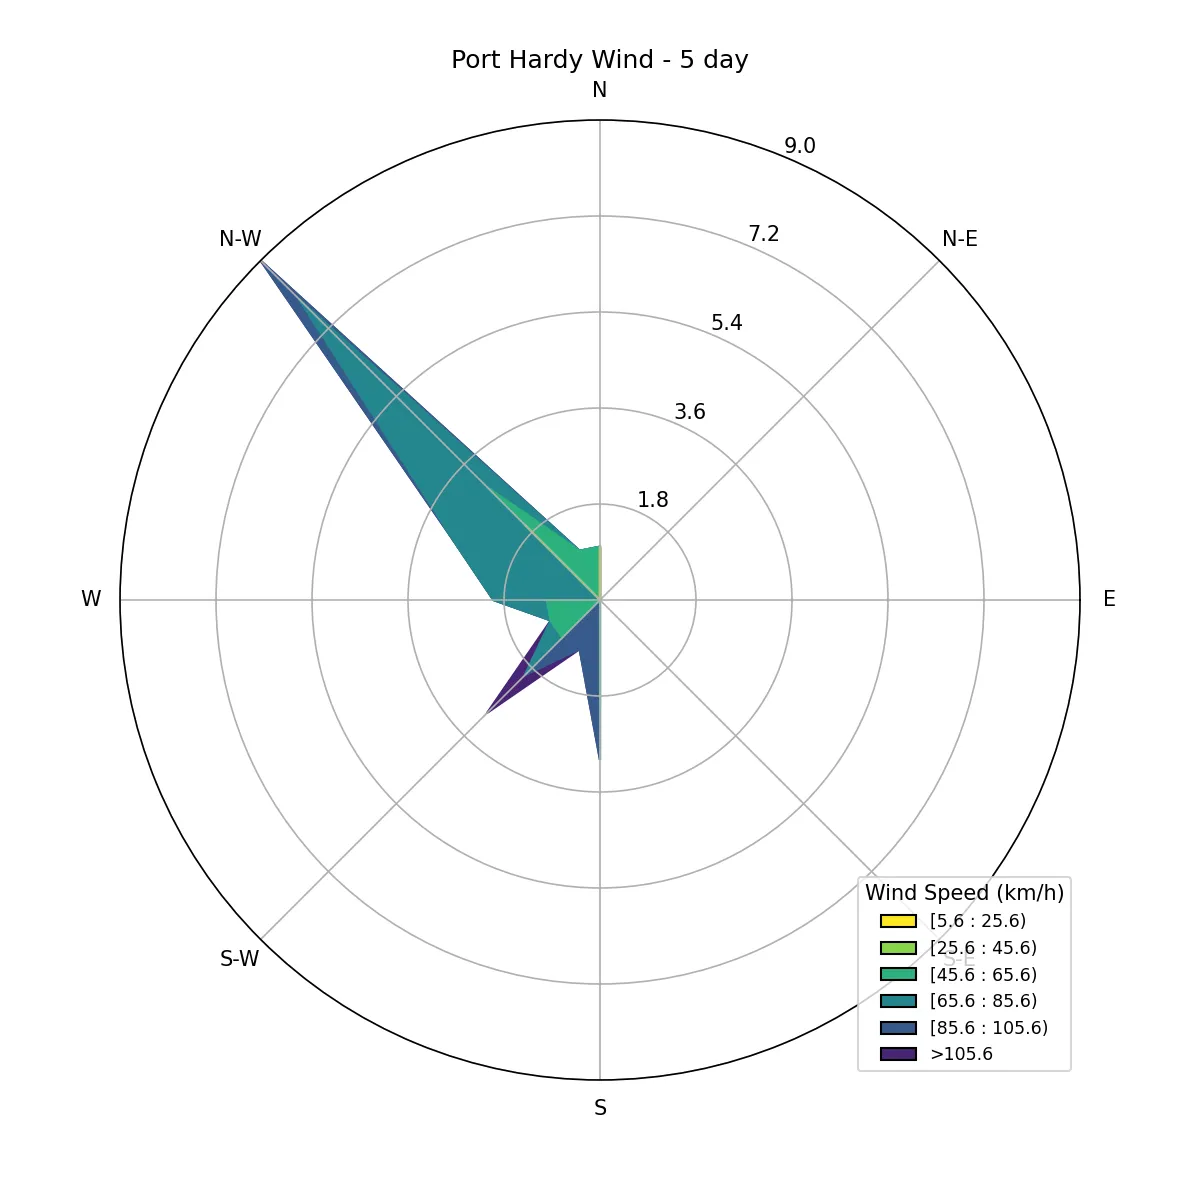 Port Hardy Wind - 5 day
N
9.0
N-W
N-E
7.2
5.4
3.6
1.8
W
E
S-W
S-E
S
Wind Speed (km/h)
[5.6 : 25.6)
[25.6 : 45.6)
[45.6 : 65.6)
[65.6 : 85.6)
[85.6 : 105.6)
>105.6